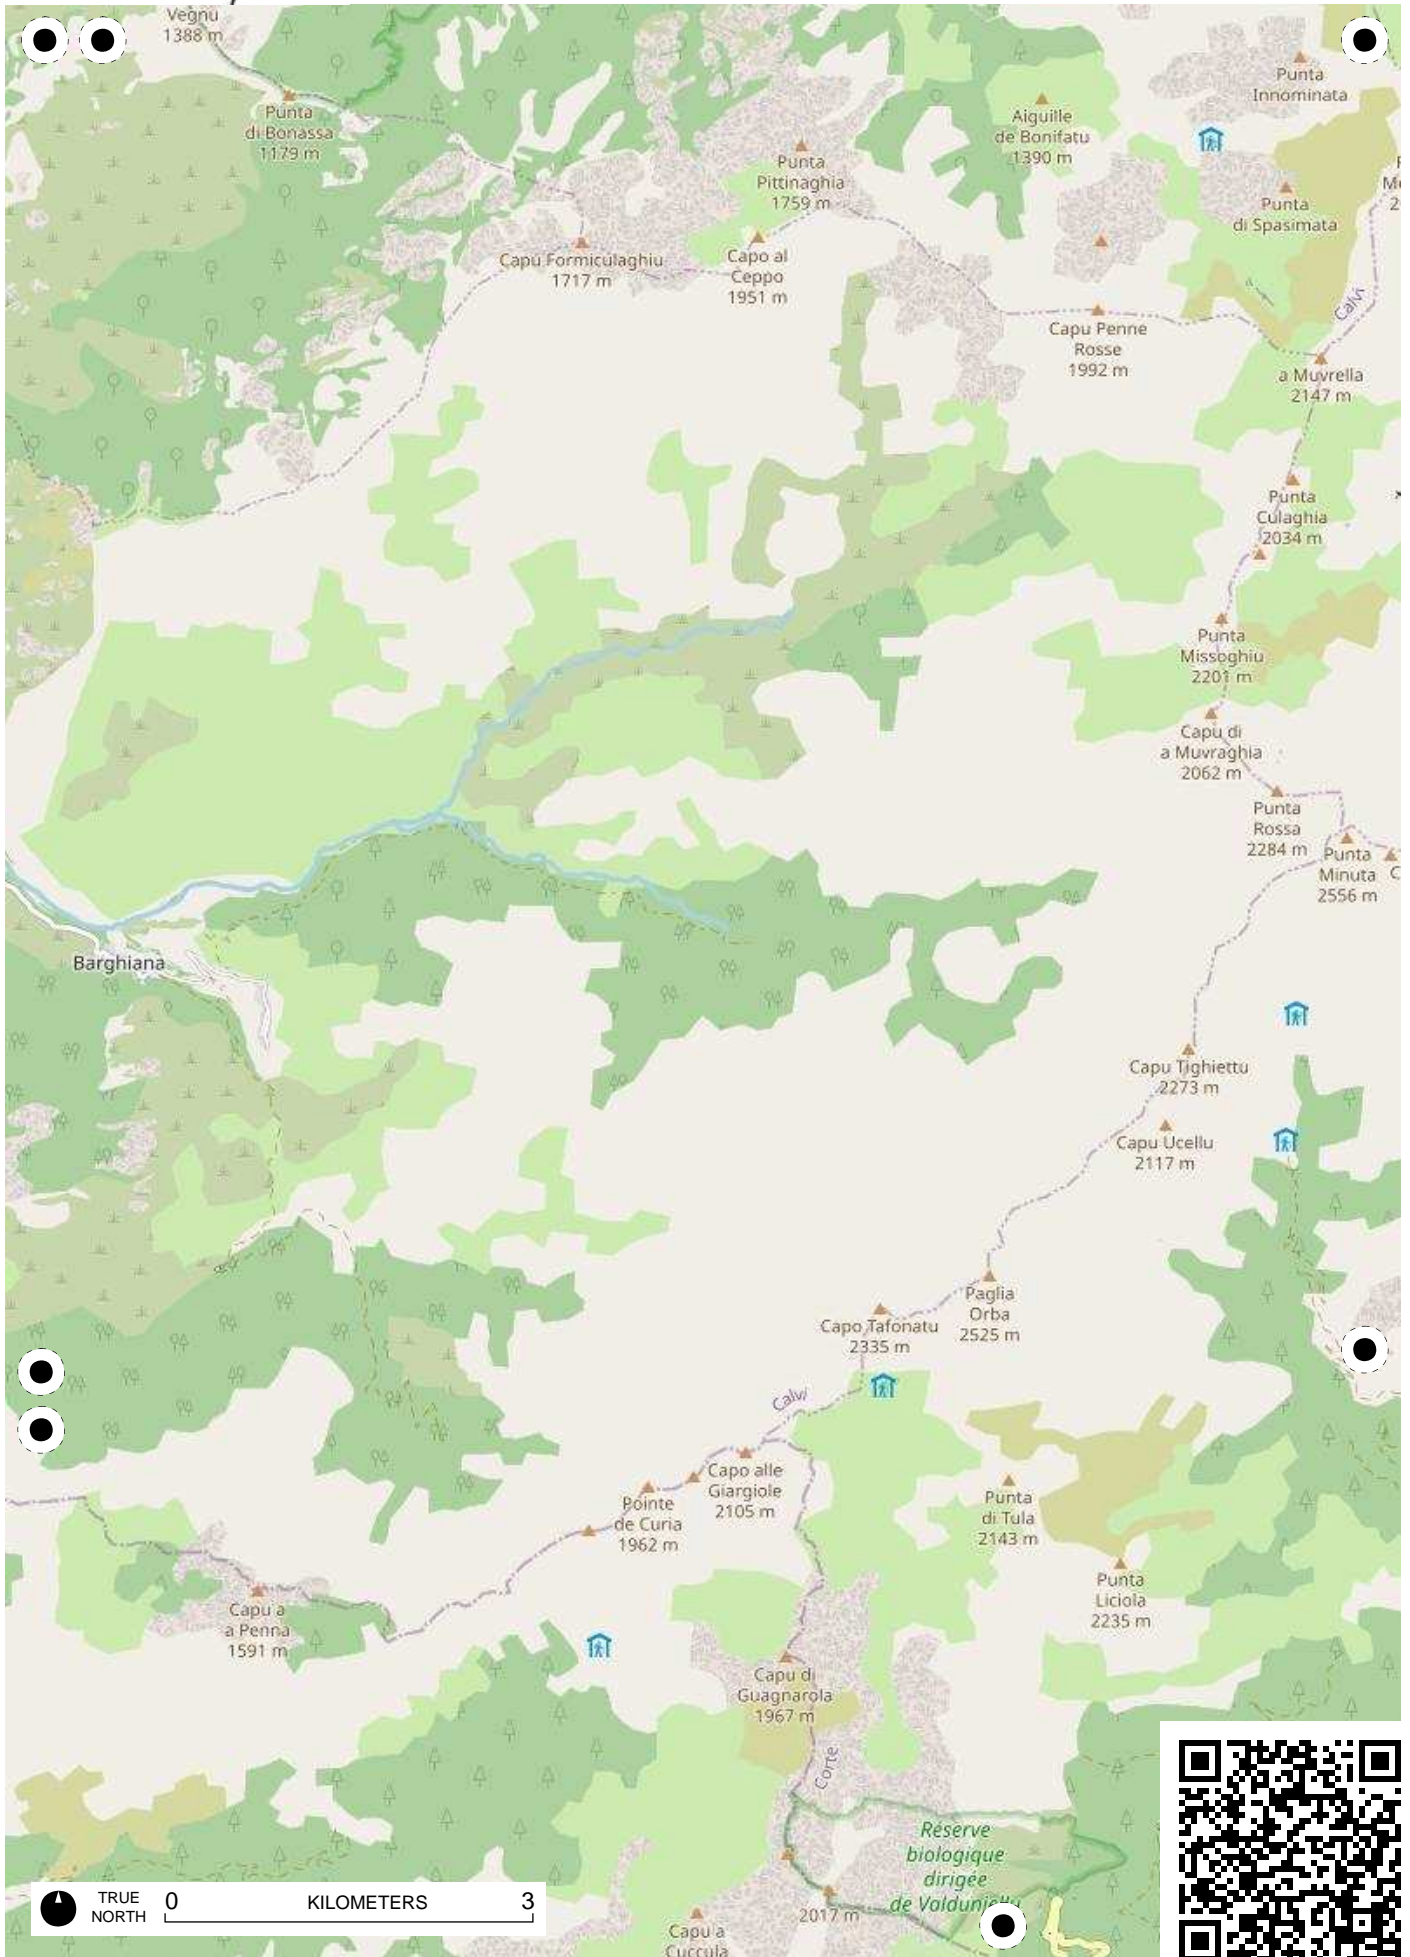 Vegnu
1388 m
Punta
Innominata
Punta
di Bonassa
1179 m
Aiguille
de Bonifatu
1390 m
Punta
Pittinaghia
1759 m
Punta
di Spasimata
Capu Formiculaghiu
1717 m
Capo al
Ceppo
1951 m
Calvi
Capu Penne
Rosse
1992 m
a Muvrella
2147 m
Punta
Culaghia
2034 m
Punta
Missoghiu
2201 m
Capu di
a Muvraghia
2062 m
Punta
Rossa
2284 m
Punta
Minuta
2556 m
Barghiana
Capu Tighiettu
2273 m
Capu Ucellu
2117 m
Paglia
Orba
2525 m
Capo Tafonatu
2335 m
Calvi
Capo alle
Giargiole
2105 m
Pointe
de Curia
1962 m
Punta
di Tula
2143 m
Punta
Liciola
2235 m
Capu a
a Penna
1591 m
Capu di
Guagnarola
1967 m
Corte
Réserve
biologique
dirigée
de Valduniellu
2017 m
Capu a
Cuccula
TRUE
NORTH
0 KILOMETERS 3